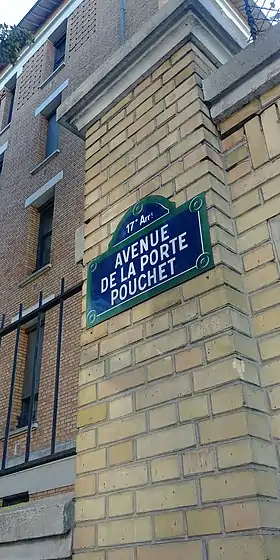 17e Arrt
AVENUE
DE LA PORTE
POUCHET